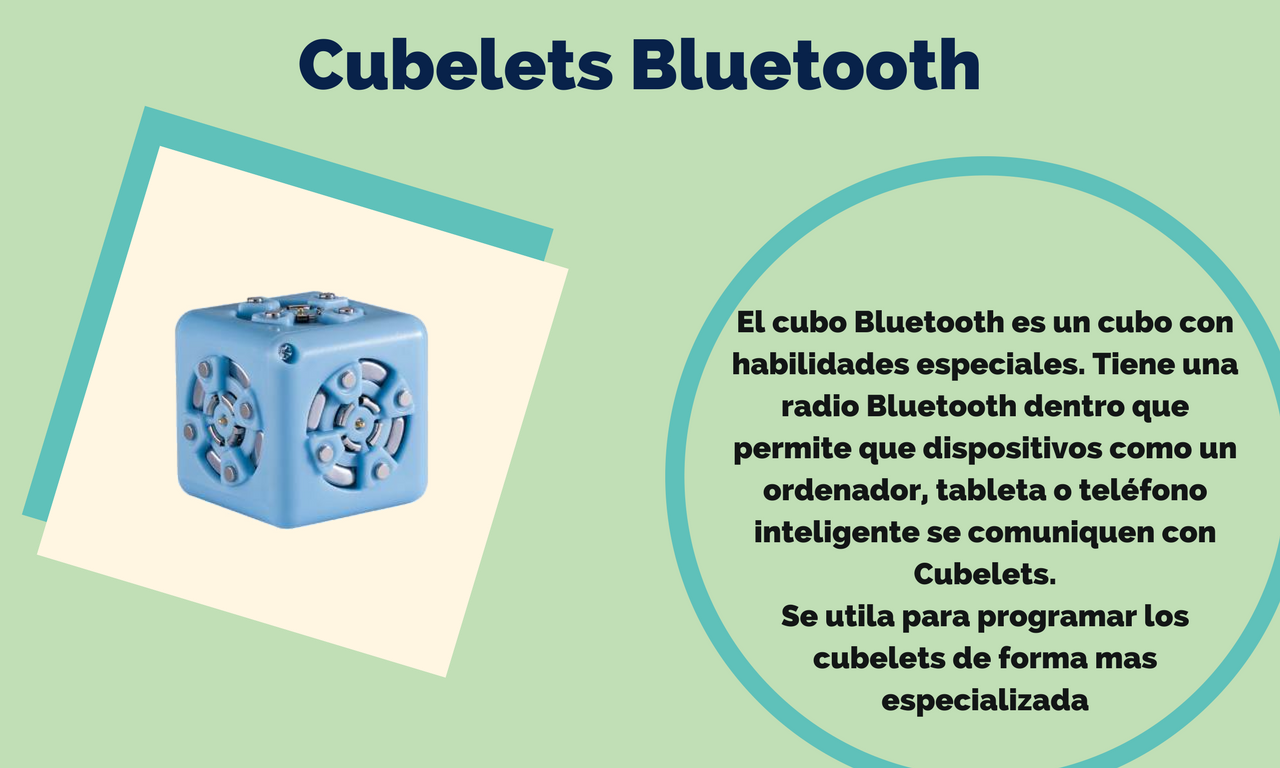 Cubelets Bluetooth
El cubo Bluetooth es un cubo con
habilidades especiales. Tiene una
radio Bluetooth dentro que
permite que dispositivos como un
ordenador, tableta o teléfono
inteligente se comuniquen con
Cubelets.
Se utila para programar los
cubelets de forma mas
especializada